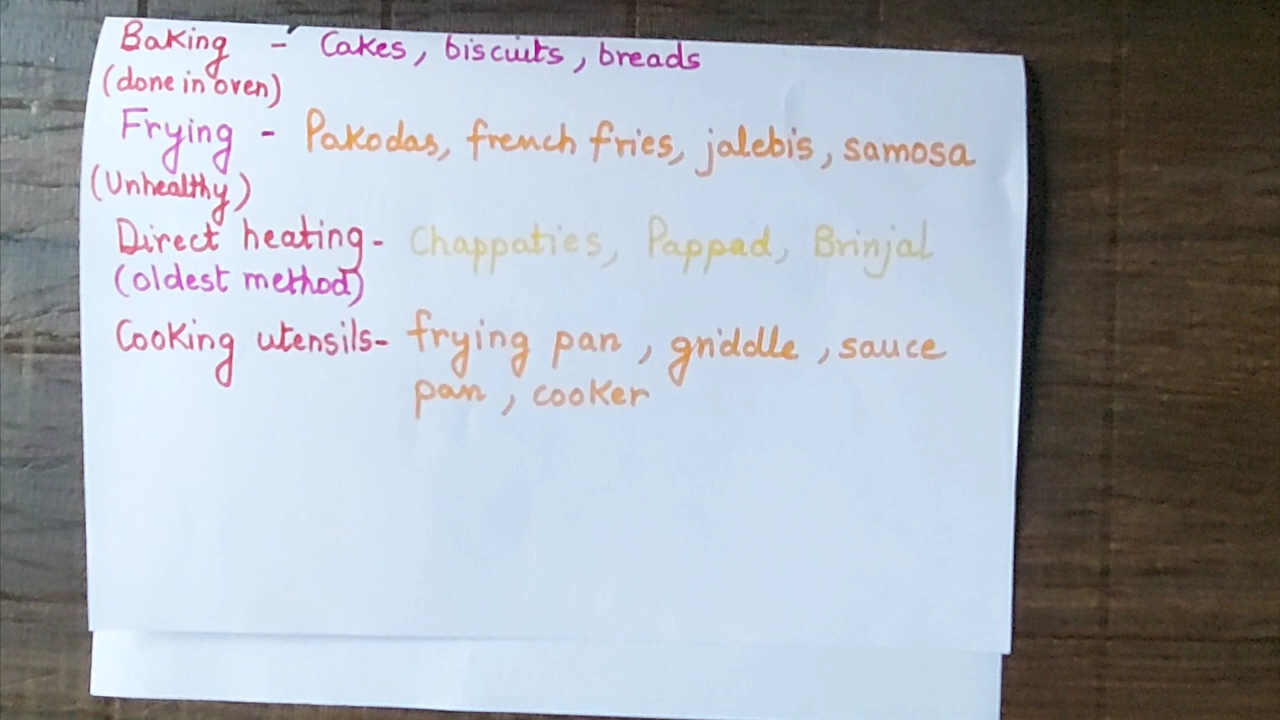 Baking - Cakes, biscuits, breads
(done in oven)
Frying - Pakodas, french fries, jalebis, samosa
(Unhealthy)
Direct heating- Chappaties, Pappad, Brinjal
(oldest method)
Cooking utensils- frying pan, griddle, sauce
pan, cooker